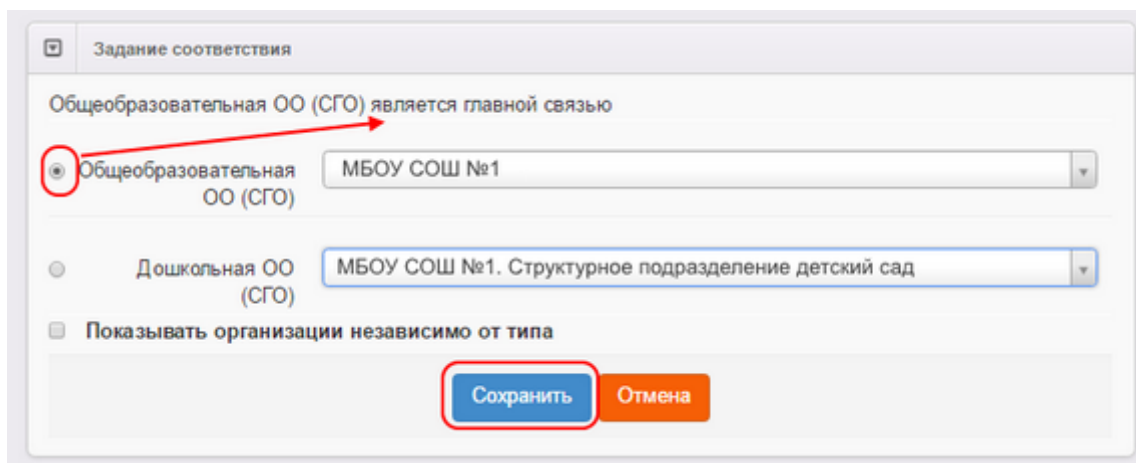 Задание соответствия
Общеобразовательная ОО (СГО) является главной связью
Общеобразовательная
ОО (СГО)
МБОУ СОШ №1
Дошкольная ОО
(СГО)
МБОУ СОШ №1. Структурное подразделение детский сад
Показывать организации независимо от типа
Сохранить
Отмена